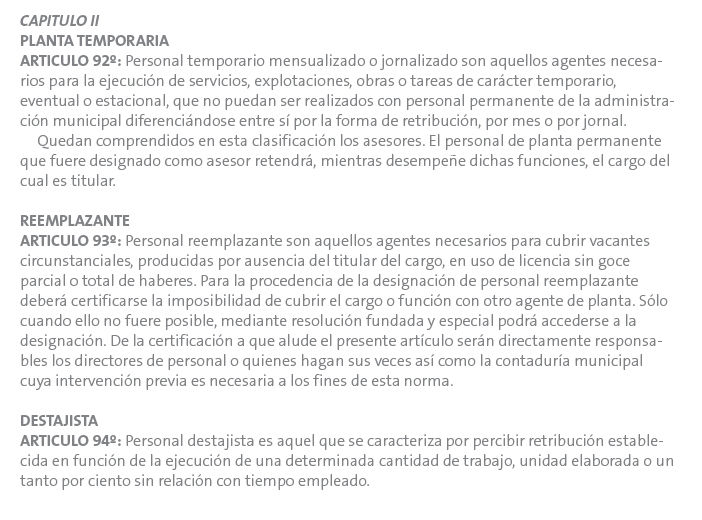 CAPITULO II
PLANTA TEMPORARIA
ARTICULO 92º: Personal temporario mensualizado o jornalizado son aquellos agentes necesa-
rios para la ejecución de servicios, explotaciones, obras o tareas de carácter temporario,
eventual o estacional, que no puedan ser realizados con personal permanente de la administra-
ción municipal diferenciándose entre sí por la forma de retribución, por mes o por jornal.
Quedan comprendidos en esta clasificación los asesores. El personal de planta permanente
que fuere designado como asesor retendrá, mientras desempeñe dichas funciones, el cargo del
cual es titular.
REEMPLAZANTE
ARTICULO 93º: Personal reemplazante son aquellos agentes necesarios para cubrir vacantes
circunstanciales, producidas por ausencia del titular del cargo, en uso de licencia sin goce
parcial o total de haberes. Para la procedencia de la designación de personal reemplazante
deberá certificarse la imposibilidad de cubrir el cargo o función con otro agente de planta. Sólo
cuando ello no fuere posible, mediante resolución fundada y especial podrá accederse a la
designación. De la certificación a que alude el presente artículo serán directamente responsa-
bles los directores de personal o quienes hagan sus veces así como la contaduría municipal
cuya intervención previa es necesaria a los fines de esta norma.
DESTAJISTA
ARTICULO 94º: Personal destajista es aquel que se caracteriza por percibir retribución estable-
cida en función de la ejecución de una determinada cantidad de trabajo, unidad elaborada o un
tanto por ciento sin relación con tiempo empleado.